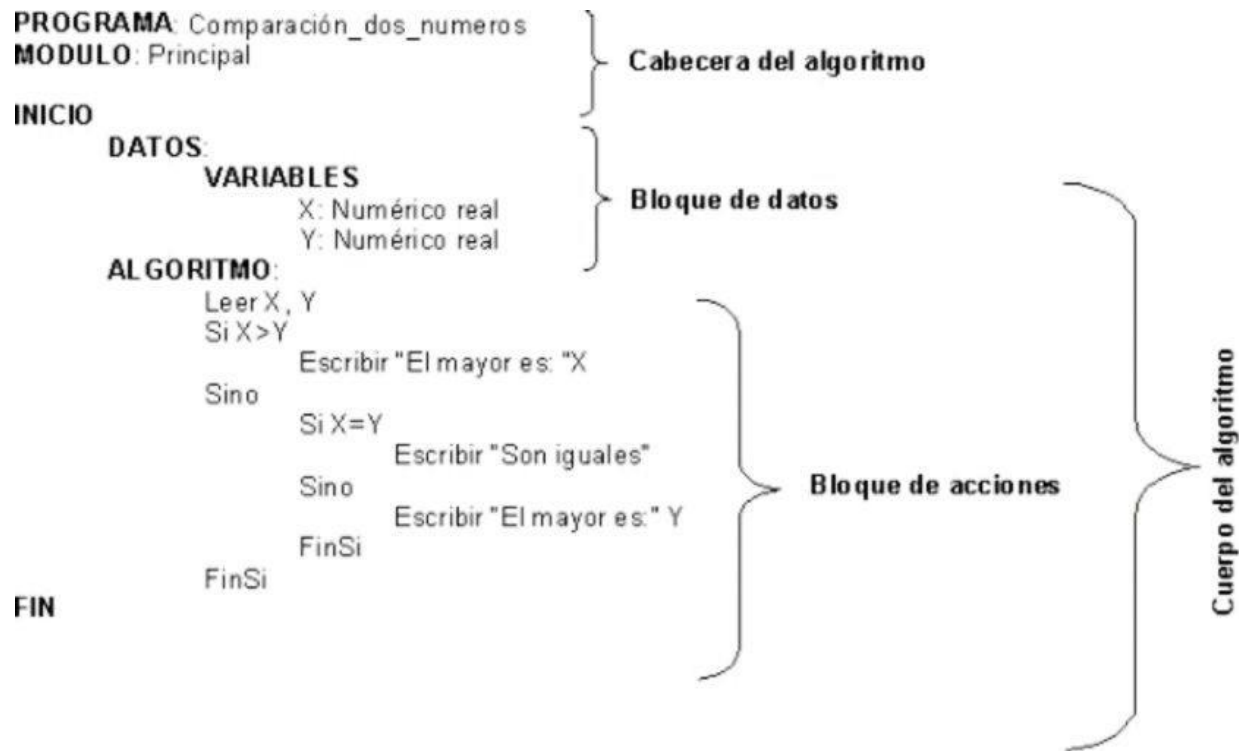 PROGRAMA: Comparación_dos_numeros
MODULO: Principal
Cabecera del algoritmo
INICIO
DATOS:
VARIABLES
X: Numérico real
Y: Numérico real
Bloque de datos
ALGORITMO:
Leer X, Y
Si X>Y
Escribir "El mayor es: "X
Sino
Si X=Y
Escribir "Son iguales"
Sino
Escribir "El mayor es:" Y
FinSi
FinSi
Bloque de acciones
FIN
Cuerpo del algoritmo